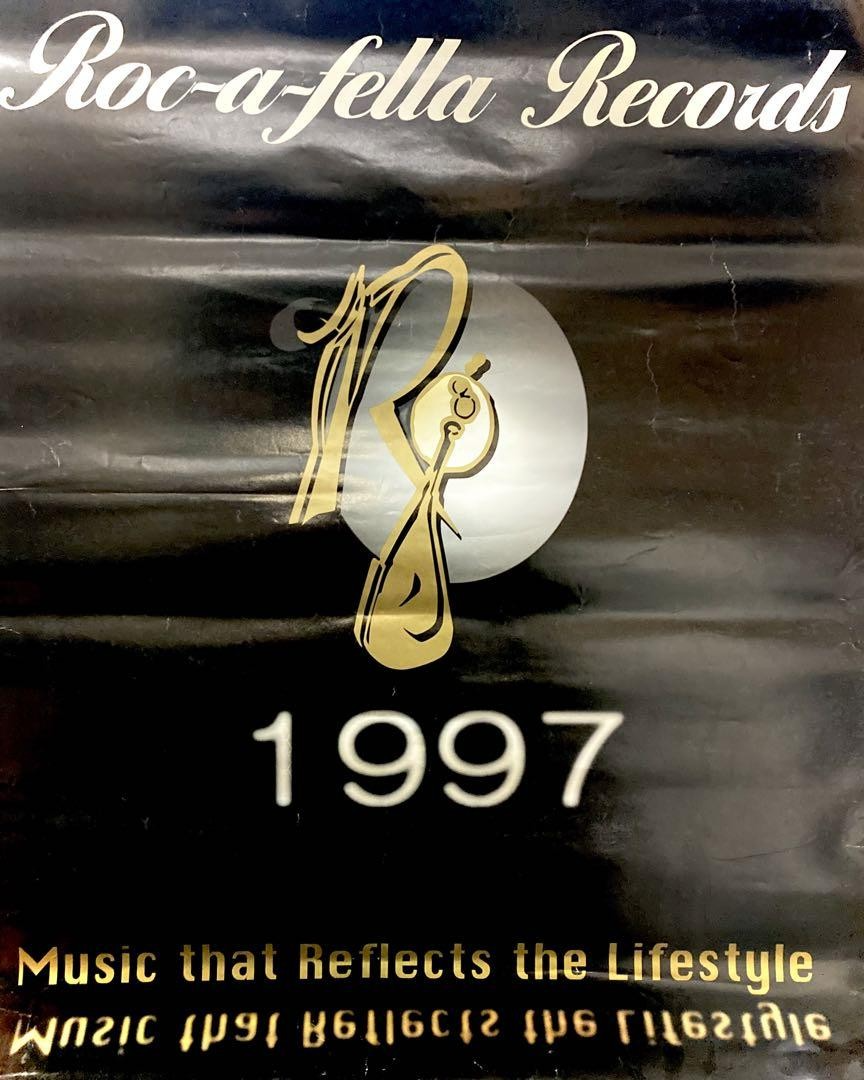 Roc-a-fella Records
R
1997
Music that Reflects the Lifestyle
Music that Reflects the Lifestyle